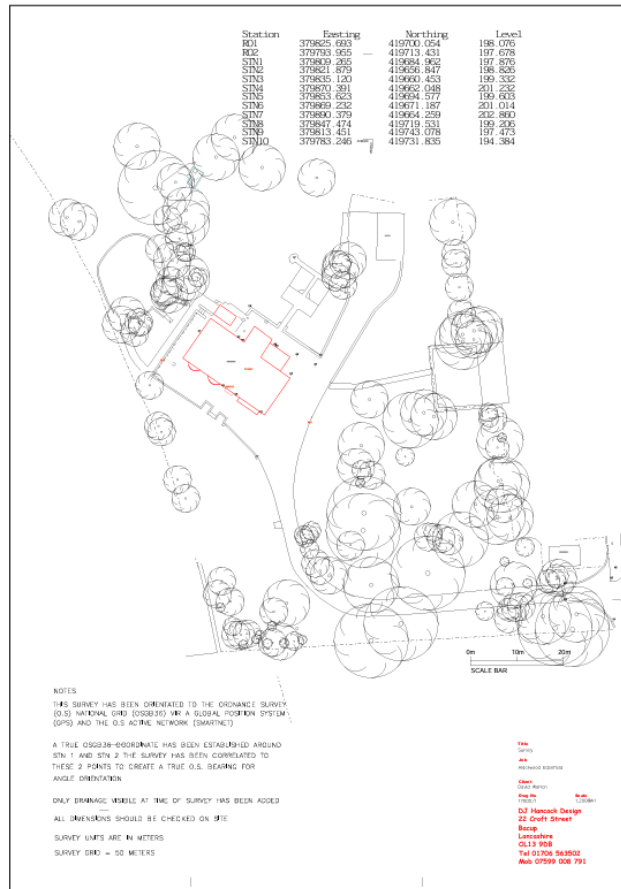 Station Easting Northing Level
RO1 379825.693 419700.054 198.076
RO2 379793.955 419713.431 197.678
STN1 379809.265 419684.962 197.876
STN2 379821.879 419656.847 198.826
STN3 379835.120 419660.453 199.332
STN4 379870.391 419662.048 201.232
STN5 379853.623 419694.577 199.603
STN6 379869.232 419671.187 201.014
STN7 379890.379 419664.259 202.860
STN8 379847.474 419719.531 199.206
STN9 379813.451 419743.078 197.473
STN10 379783.246 419731.835 194.384
0m 10m 20m
SCALE BAR
NOTES
THIS SURVEY HAS BEEN ORIENTATED TO THE ORDNANCE SURVEY
(O.S) NATIONAL GRID (OSGB36) VIA A GLOBAL POSITION SYSTEM
(GPS) AND THE O.S ACTIVE NETWORK (SMARTNET)
A TRUE OSGB36 COORDINATE HAS BEEN ESTABLISHED AROUND
STN 1 AND STN 2 THE SURVEY HAS BEEN CORRELATED TO
THESE 2 POINTS TO CREATE A TRUE O.S. BEARING FOR
ANGLE ORIENTATION
ONLY DRAINAGE VISIBLE AT TIME OF SURVEY HAS BEEN ADDED
ALL DIMENSIONS SHOULD BE CHECKED ON SITE
SURVEY UNITS ARE IN METERS
SURVEY GRID = 50 METERS
Title
Survey
Job
Client
Drg No Scale
DJ Hancock Design
22 Croft Street
Bacup
Lancashire
OL13 9DB
Tel 01706 563502
Mob 07599 008 791